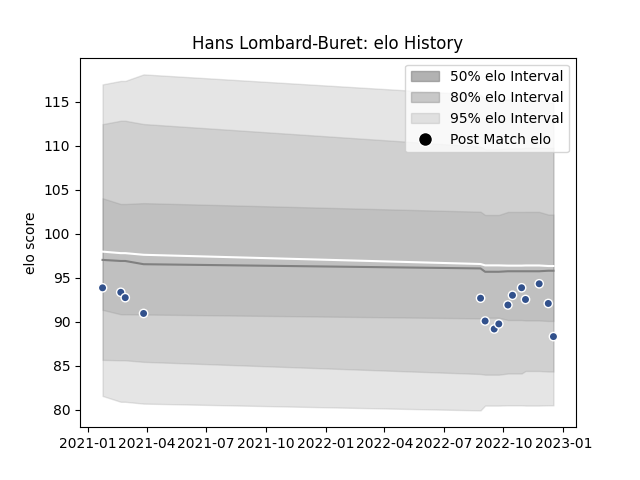 Hans Lombard-Buret: elo History
50% elo Interval
80% elo Interval
95% elo Interval
Post Match elo
elo score
115
110
105
100
95
90
85
80
2021-01 2021-04 2021-07 2021-10 2022-01 2022-04 2022-07 2022-10 2023-01